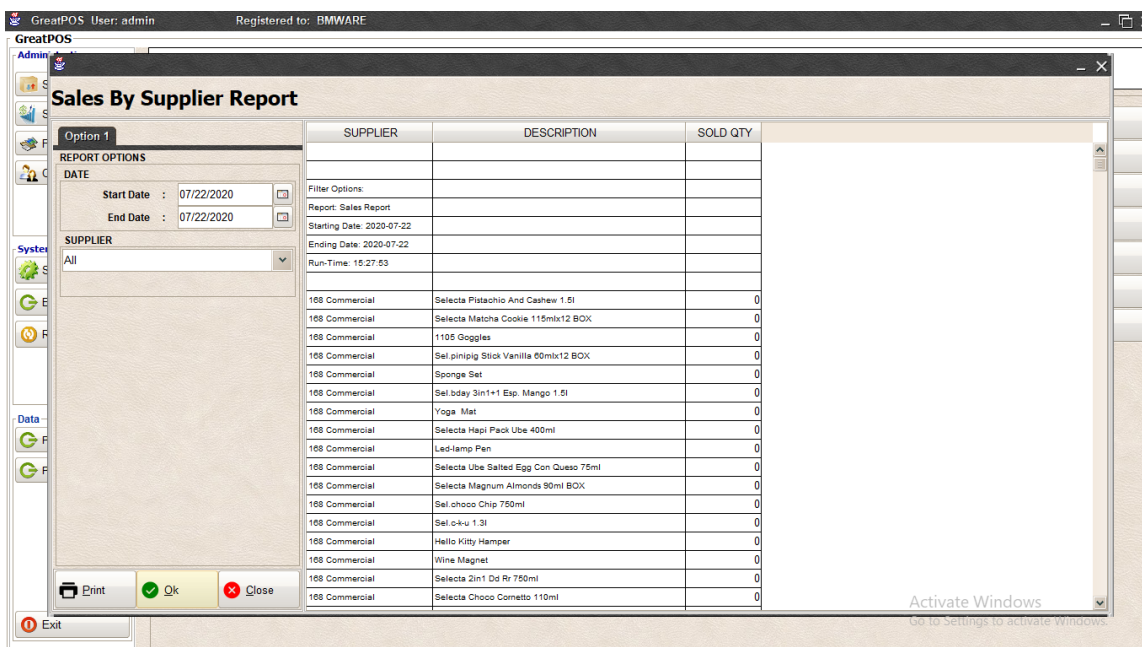 GreatPOS User: admin Registered to: BMWARE
GreatPOS
Sales By Supplier Report
Option 1
REPORT OPTIONS
DATE
Start Date : 07/22/2020
End Date : 07/22/2020
SUPPLIER
All
Print Ok Close
SUPPLIER DESCRIPTION SOLD QTY
Filter Options:
Report: Sales Report
Starting Date: 2020-07-22
Ending Date: 2020-07-22
Run-Time: 15:27:53
168 Commercial Selecta Pistachio And Cashew 1.5l 0
168 Commercial Selecta Matcha Cookie 115mlx12 BOX 0
168 Commercial 1105 Goggles 0
168 Commercial Sel.pinipig Stick Vanilla 60mlx12 BOX 0
168 Commercial Sponge Set 0
168 Commercial Sel.bday 3in1+1 Esp. Mango 1.5l 0
168 Commercial Yoga Mat 0
168 Commercial Selecta Hapi Pack Ube 400ml 0
168 Commercial Led-lamp Pen 0
168 Commercial Selecta Ube Salted Egg Con Queso 75ml 0
168 Commercial Selecta Magnum Almonds 90ml BOX 0
168 Commercial Sel.choco Chip 750ml 0
168 Commercial Sel.c-k-u 1.3l 0
168 Commercial Hello Kitty Hamper 0
168 Commercial Wine Magnet 0
168 Commercial Selecta 2in1 Dd Rr 750ml 0
168 Commercial Selecta Choco Cornetto 110ml 0
Data
Exit
Activate Windows
Go to Settings to activate Windows.